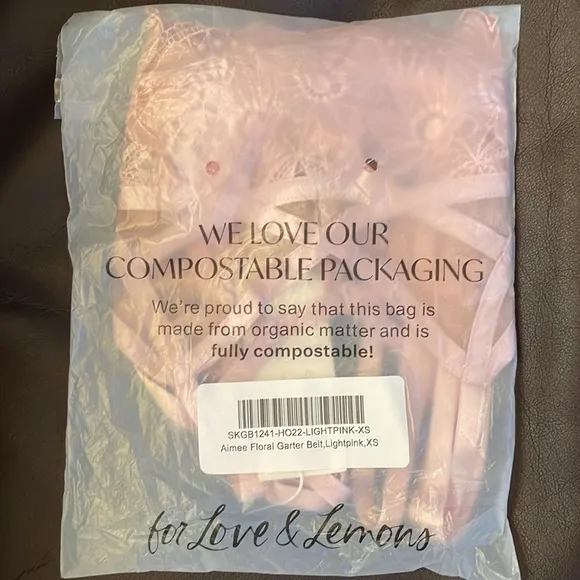 WE LOVE OUR
COMPOSTABLE PACKAGING
We're proud to say that this bag is
made from organic matter and is
fully compostable!
SKGB1241-HO22-LIGHTPINK-XS
Aimee Floral Garter Belt,Lightpink,XS
for Love & Lemons